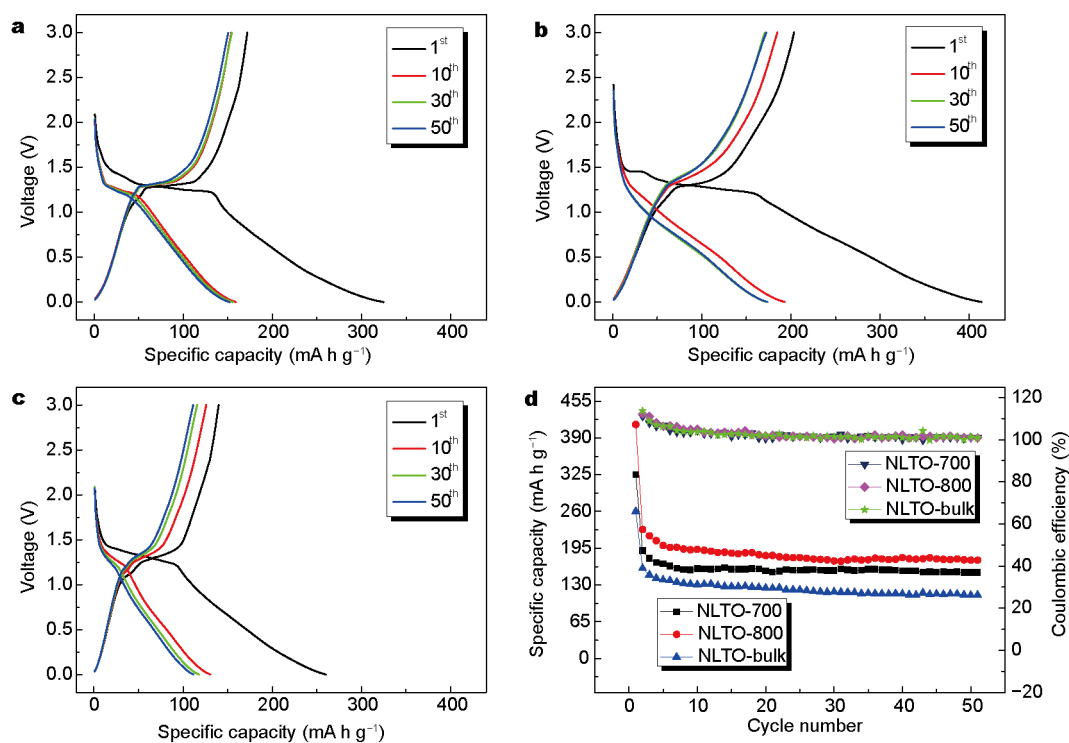 a
3.0
2.5
2.0
1.5
1.0
0.5
0.0
Voltage (V)
0
100
200
300
400
Specific capacity (mA h g⁻¹)
1st
10th
30th
50th
b
3.0
2.5
2.0
1.5
1.0
0.5
0.0
Voltage (V)
0
100
200
300
400
Specific capacity (mA h g⁻¹)
1st
10th
30th
50th
c
3.0
2.5
2.0
1.5
1.0
0.5
0.0
Voltage (V)
0
100
200
300
400
Specific capacity (mA h g⁻¹)
1st
10th
30th
50th
d
455
390
325
260
195
130
65
0
Specific capacity (mA h g⁻¹)
120
100
80
60
40
20
0
−20
Coulombic efficiency (%)
NLTO-700
NLTO-800
NLTO-bulk
NLTO-700
NLTO-800
NLTO-bulk
0
10
20
30
40
50
Cycle number